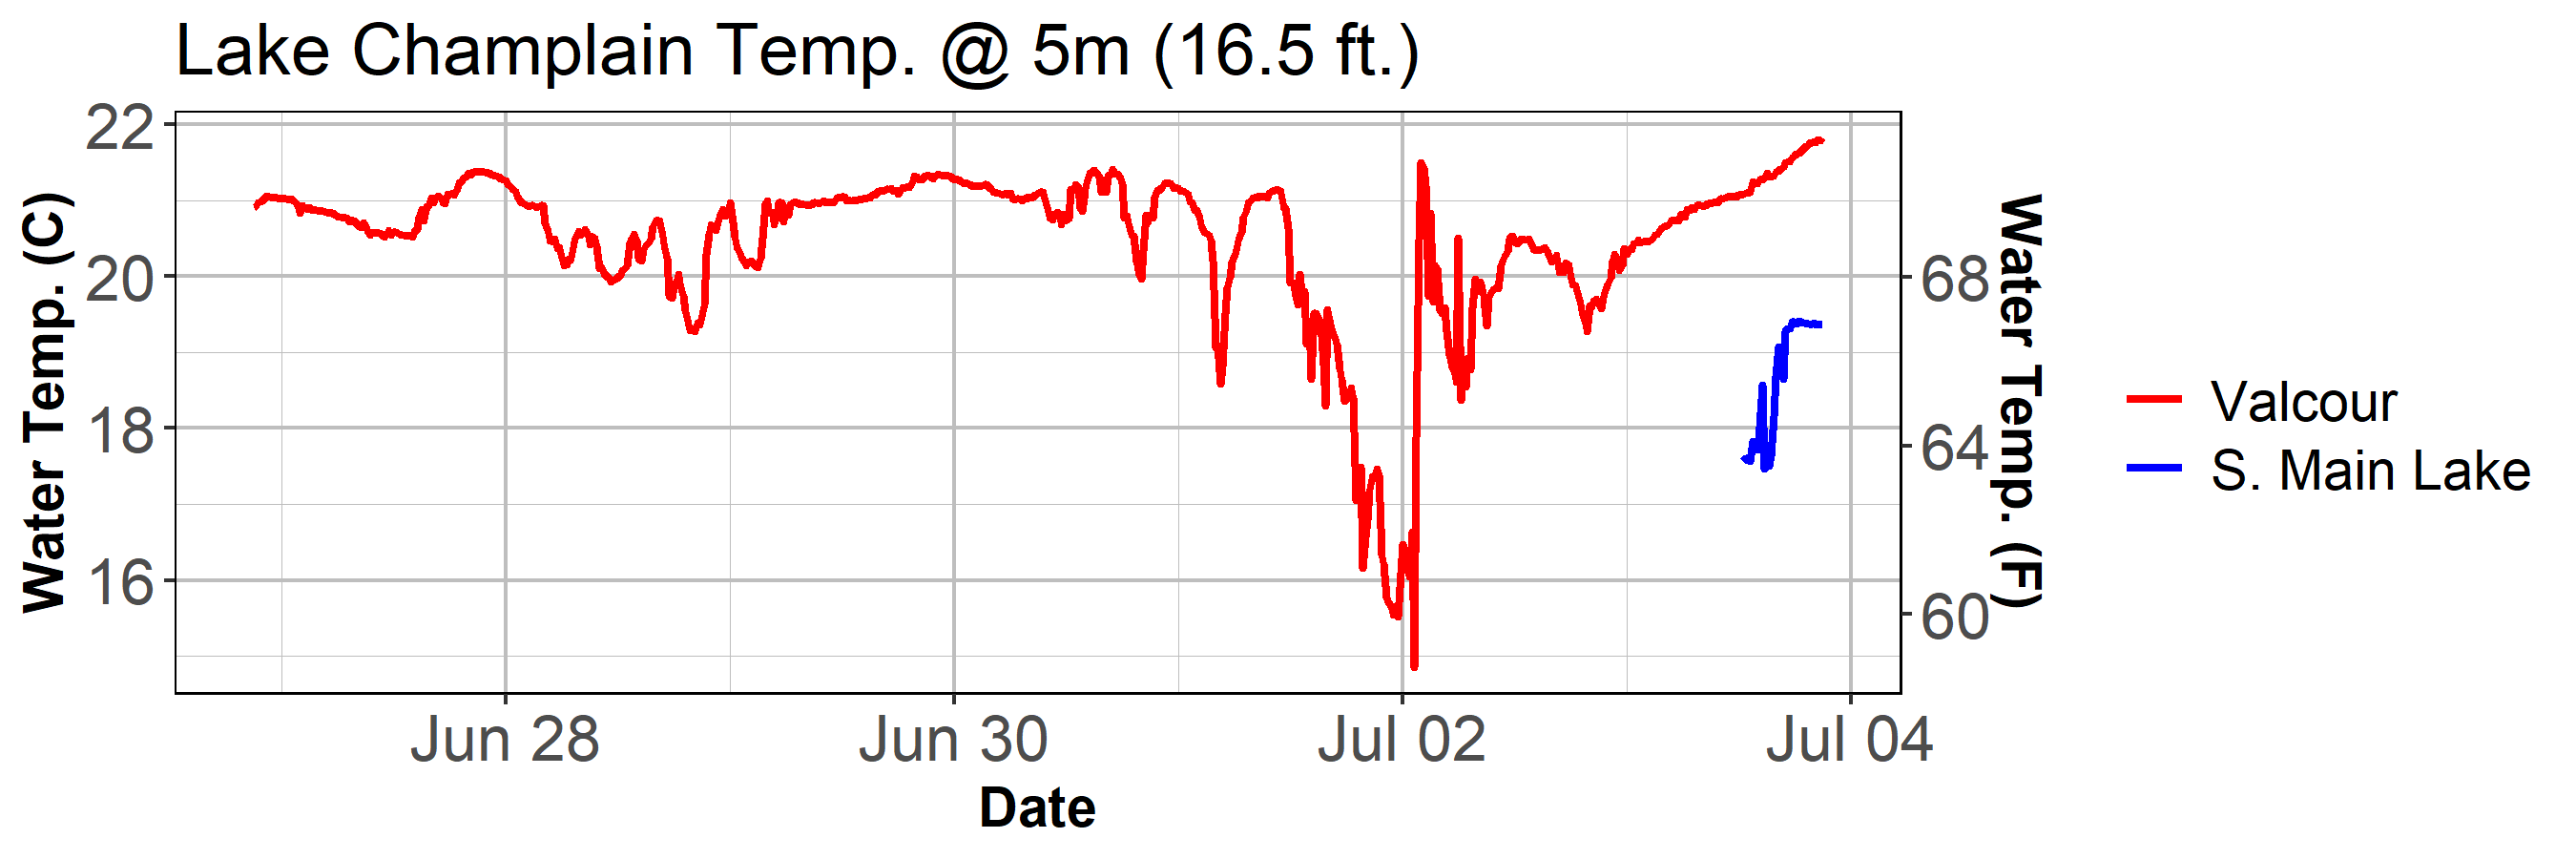 Lake Champlain Temp. @ 5m (16.5 ft.)
Water Temp. (C)
22
20
18
16
68
64
60
Water Temp. (F)
Jun 28
Jun 30
Jul 02
Jul 04
Date
Valcour
S. Main Lake